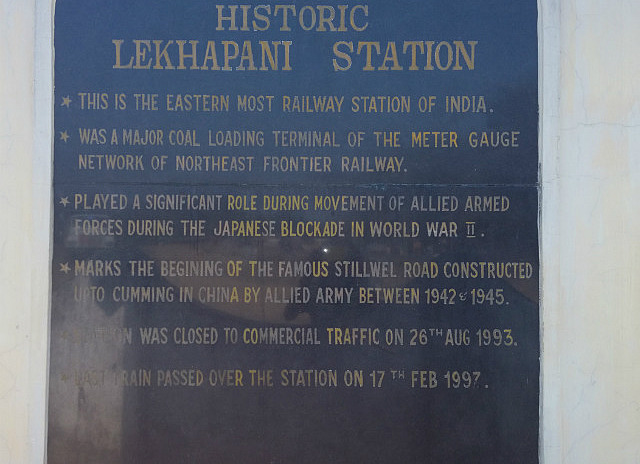 HISTORIC
LEKHAPANI STATION
★ THIS IS THE EASTERN MOST RAILWAY STATION OF INDIA.
★ WAS A MAJOR COAL LOADING TERMINAL OF THE METER GAUGE
NETWORK OF NORTHEAST FRONTIER RAILWAY.
★ PLAYED A SIGNIFICANT ROLE DURING MOVEMENT OF ALLIED ARMED
FORCES DURING THE JAPANESE BLOCKADE IN WORLD WAR II.
★ MARKS THE BEGINING OF THE FAMOUS STILLWEL ROAD CONSTRUCTED
UPTO CUMMING IN CHINA BY ALLIED ARMY BETWEEN 1942 & 1945.
WAS CLOSED TO COMMERCIAL TRAFFIC ON 26TH AUG 1993.
★ LAST TRAIN PASSED OVER THE STATION ON 17TH FEB 1997.